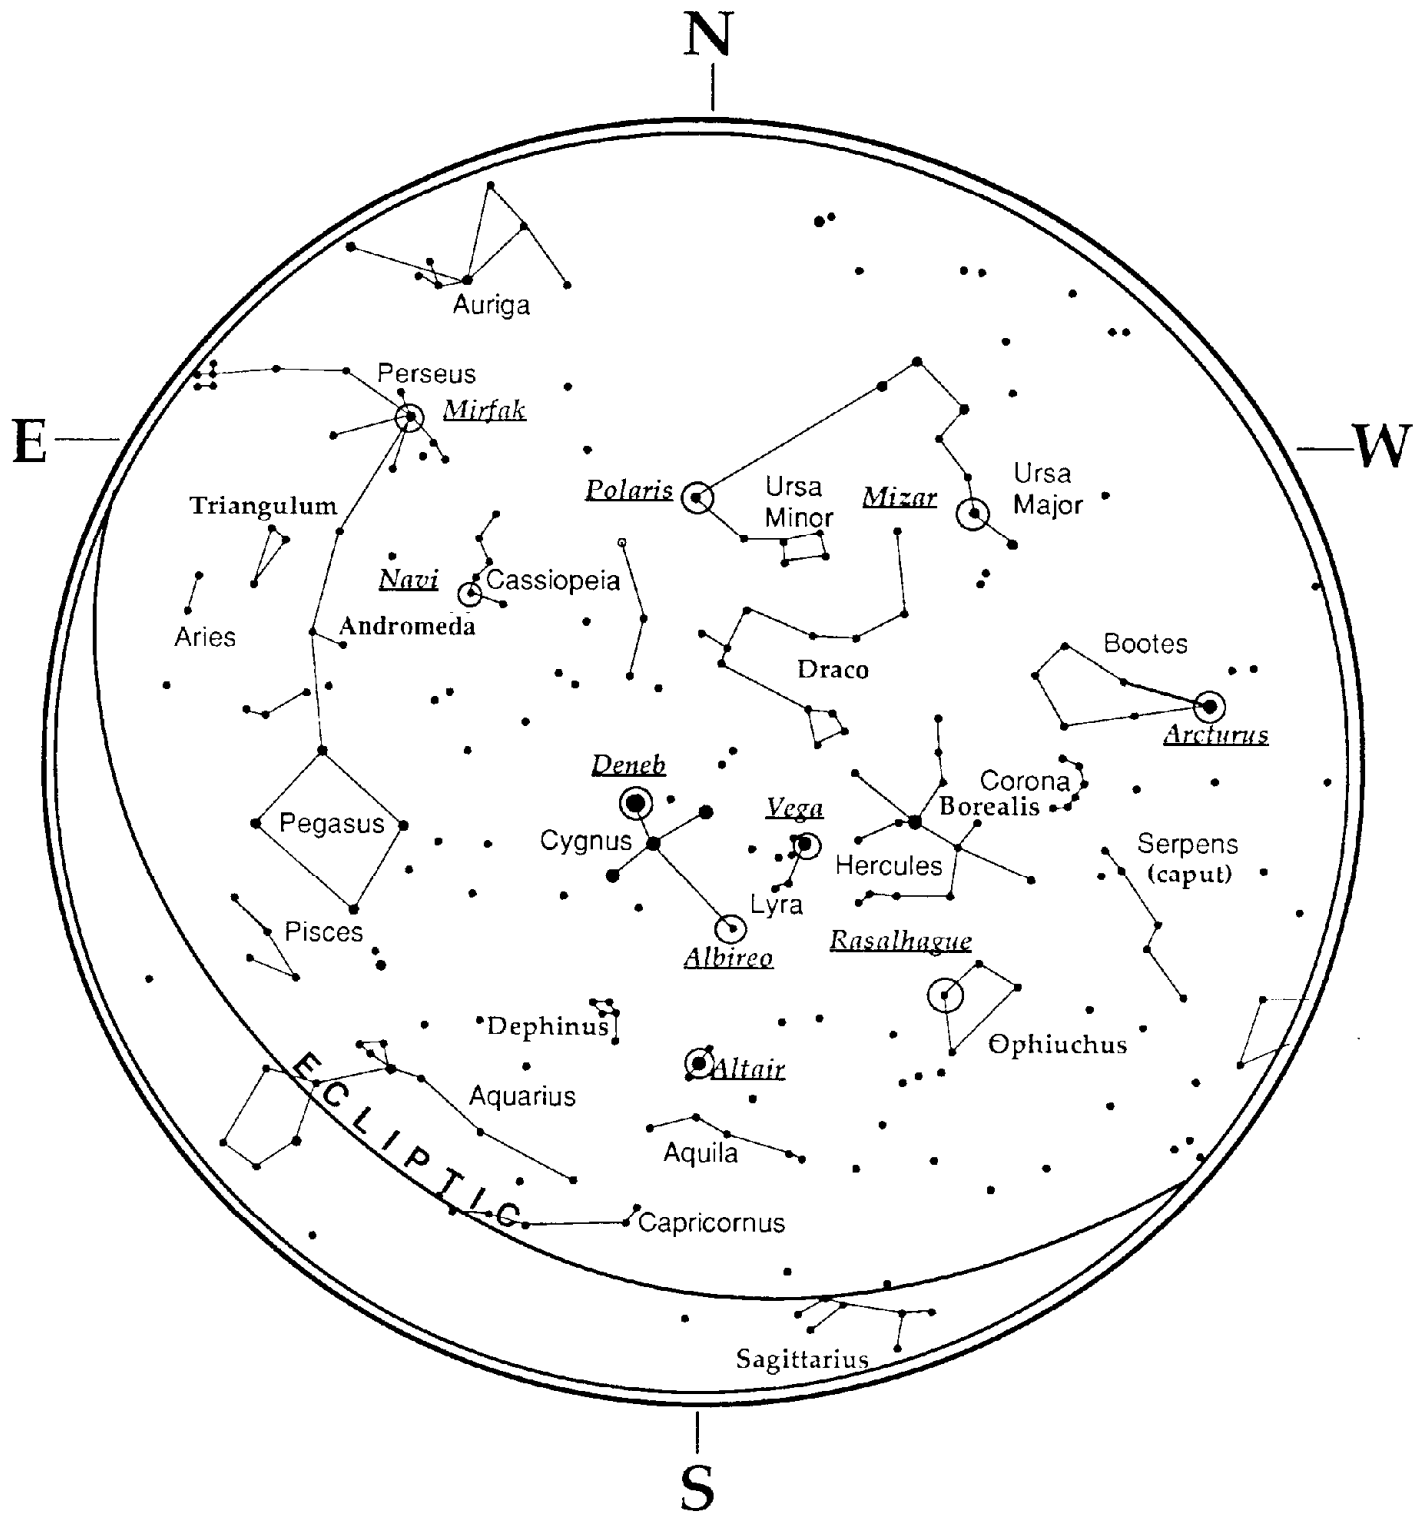 N
Auriga
Perseus
Mirfak
E
W
Polaris
Ursa
Minor
Mizar
Ursa
Major
Triangulum
Navi
Cassiopeia
Aries
Andromeda
Draco
Bootes
Arcturus
Deneb
Corona
Borealis
Vega
Pegasus
Cygnus
Hercules
Serpens
(caput)
Lyra
Pisces
Albireo
Rasalhague
Dephinus
Ophiuchus
Altair
ECLIPTIC
Aquarius
Aquila
Capricornus
Sagittarius
S